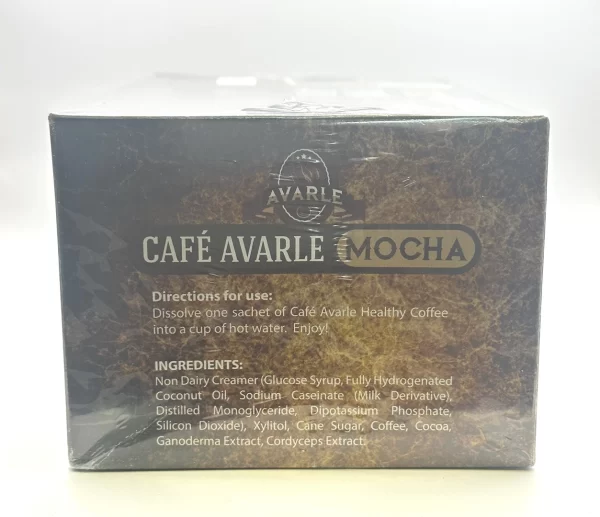 AVARLE
CAFÉ AVARLE MOCHA
Directions for use:
Dissolve one sachet of Café Avarle Healthy Coffee
into a cup of hot water. Enjoy!
INGREDIENTS:
Non Dairy Creamer (Glucose Syrup, Fully Hydrogenated
Coconut Oil, Sodium Caseinate (Milk Derivative),
Distilled Monoglyceride, Dipotassium Phosphate,
Silicon Dioxide), Xylitol, Cane Sugar, Coffee, Cocoa,
Ganoderma Extract, Cordyceps Extract.